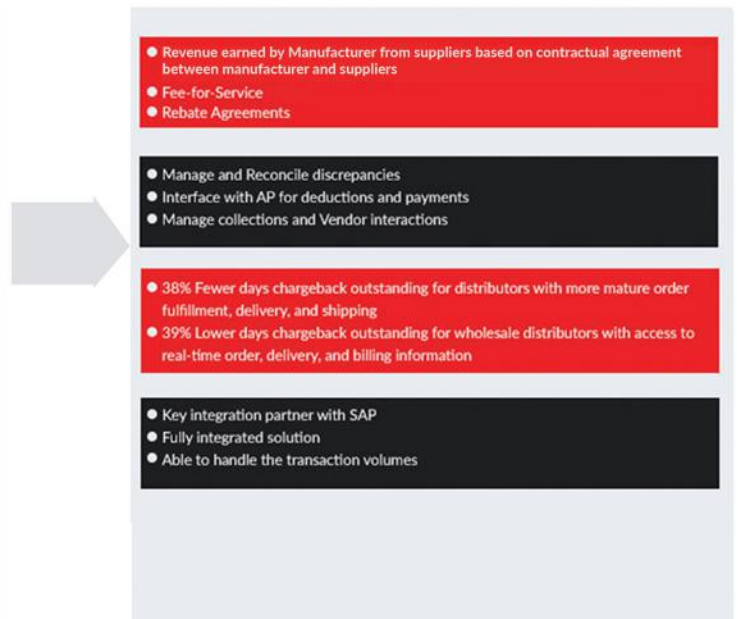 ● Revenue earned by Manufacturer from suppliers based on contractual agreement
between manufacturer and suppliers
● Fee-for-Service
● Rebate Agreements
● Manage and Reconcile discrepancies
● Interface with AP for deductions and payments
● Manage collections and Vendor interactions
● 38% Fewer days chargeback outstanding for distributors with more mature order
fulfillment, delivery, and shipping
● 39% Lower days chargeback outstanding for wholesale distributors with access to
real-time order, delivery, and billing information
● Key integration partner with SAP
● Fully integrated solution
● Able to handle the transaction volumes